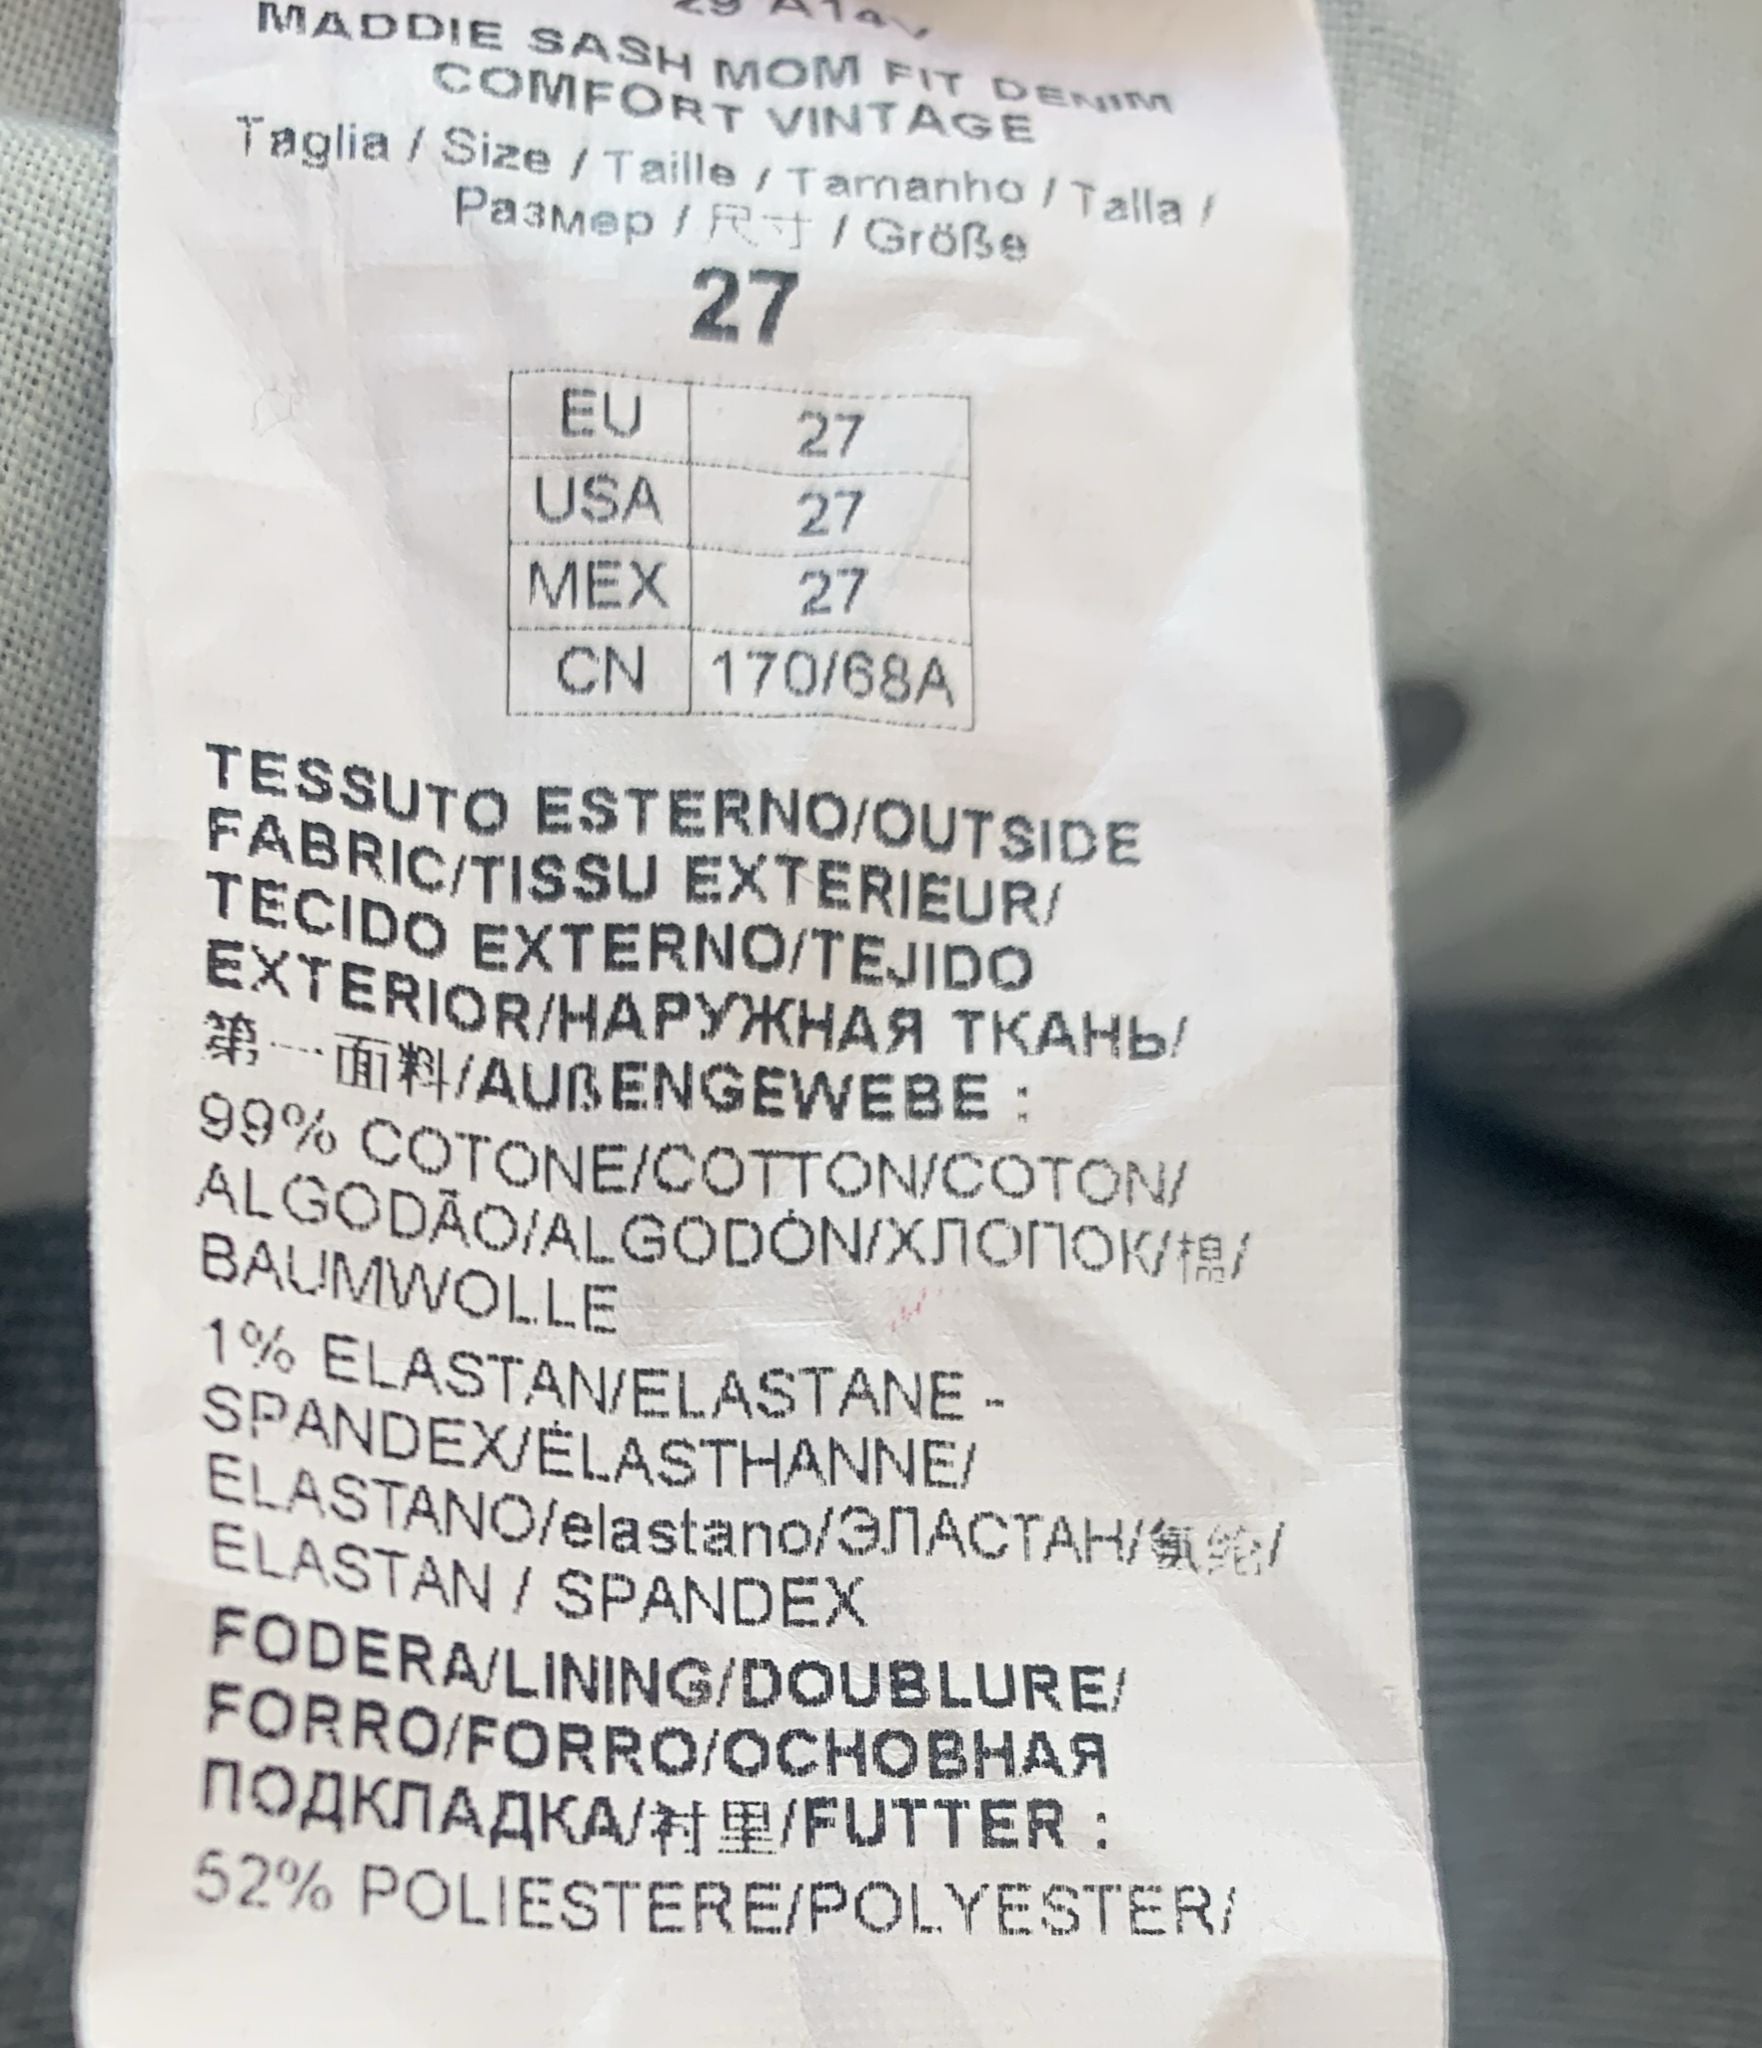 MADDIE SASH MOM FIT DENIM
COMFORT VINTAGE
Taglia / Size / Taille / Tamanho / Talla /
Размер / 尺寸 / Größe
27
EU 27
USA 27
MEX 27
CN 170/68A
TESSUTO ESTERNO/OUTSIDE
FABRIC/TISSU EXTERIEUR/
TECIDO EXTERNO/TEJIDO
EXTERIOR/НАРУЖНАЯ ТКАНЬ/
第一面料/AUßENGEWEBE :
99% COTONE/COTTON/COTON/
ALGODÃO/ALGODÓN/ХЛОПОК/棉/
BAUMWOLLE
1% ELASTAN/ELASTANE -
SPANDEX/ÉLASTHANNE/
ELASTANO/elastano/ЭЛАСТАН/氨纶/
ELASTAN / SPANDEX
FODERA/LINING/DOUBLURE/
FORRO/FORRO/ОСНОВНАЯ
ПОДКЛАДКА/衬里/FUTTER :
52% POLIESTERE/POLYESTER/